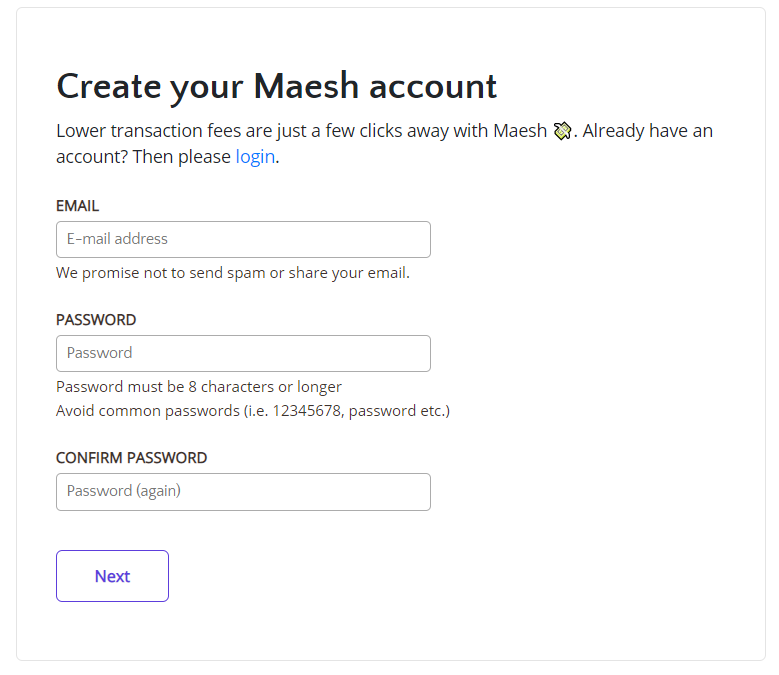 Create your Maesh account
Lower transaction fees are just a few clicks away with Maesh 💸. Already have an
account? Then please login.
EMAIL
E-mail address
We promise not to send spam or share your email.
PASSWORD
Password
Password must be 8 characters or longer
Avoid common passwords (i.e. 12345678, password etc.)
CONFIRM PASSWORD
Password (again)
Next